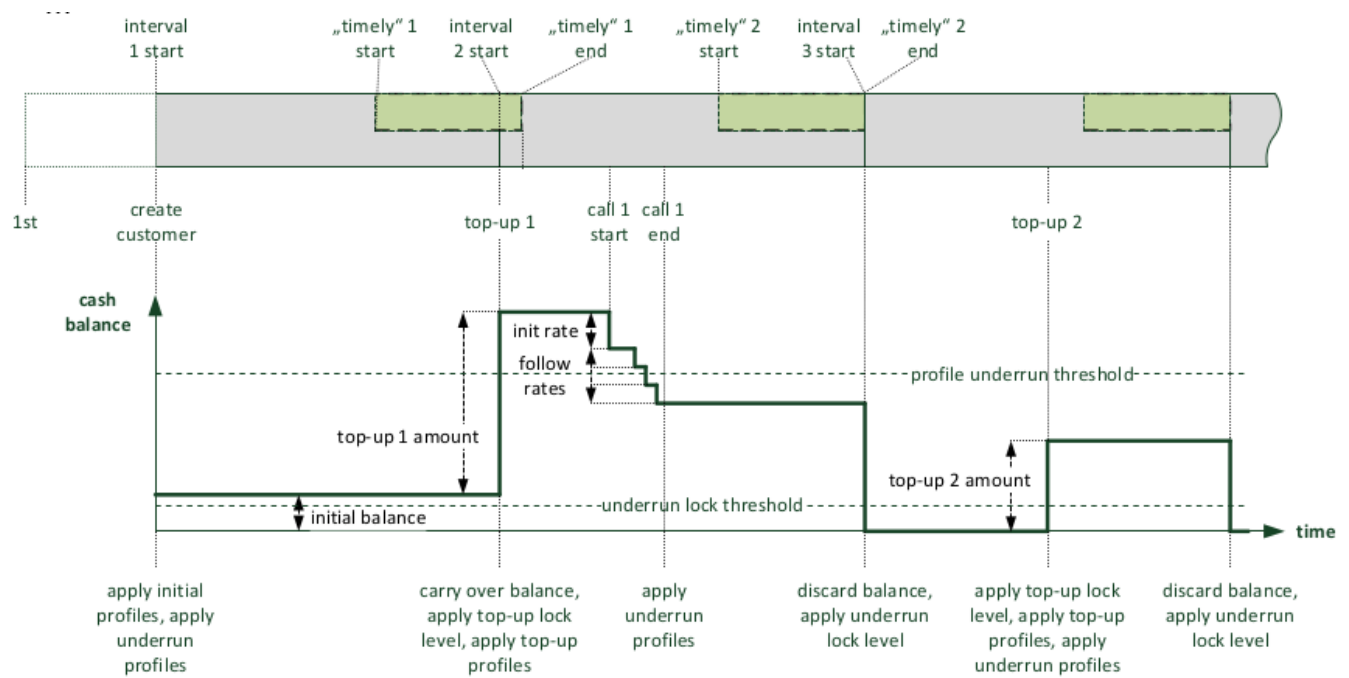 ...
interval
1 start
„timely“ 1
start
interval
2 start
„timely“ 1
end
„timely“ 2
start
interval
3 start
„timely“ 2
end
1st
create
customer
top-up 1
call 1
start
call 1
end
top-up 2
cash
balance
init rate
follow
rates
profile underrun threshold
top-up 1 amount
top-up 2 amount
underrun lock threshold
initial balance
time
apply initial
profiles, apply
underrun
profiles
carry over balance,
apply top-up lock
level, apply top-up
profiles
apply
underrun
profiles
discard balance,
apply underrun
lock level
apply top-up lock
level, apply top-up
profiles, apply
underrun profiles
discard balance,
apply underrun
lock level